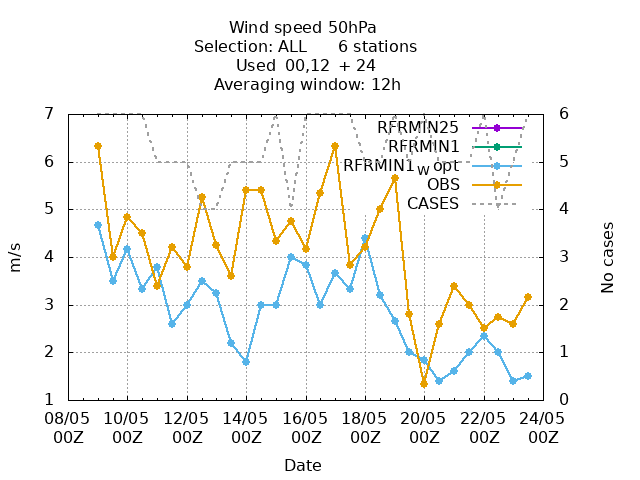 Wind speed 50hPa
Selection: ALL 6 stations
Used 00,12 + 24
Averaging window: 12h
7 6
RFRMIN25
RFRMIN1
6 5
RFRMIN1_W opt
OBS
CASES
5 4
4 3
3 2
2 1
1 0
m/s
No cases
08/05 10/05 12/05 14/05 16/05 18/05 20/05 22/05 24/05
00Z 00Z 00Z 00Z 00Z 00Z 00Z 00Z 00Z
Date